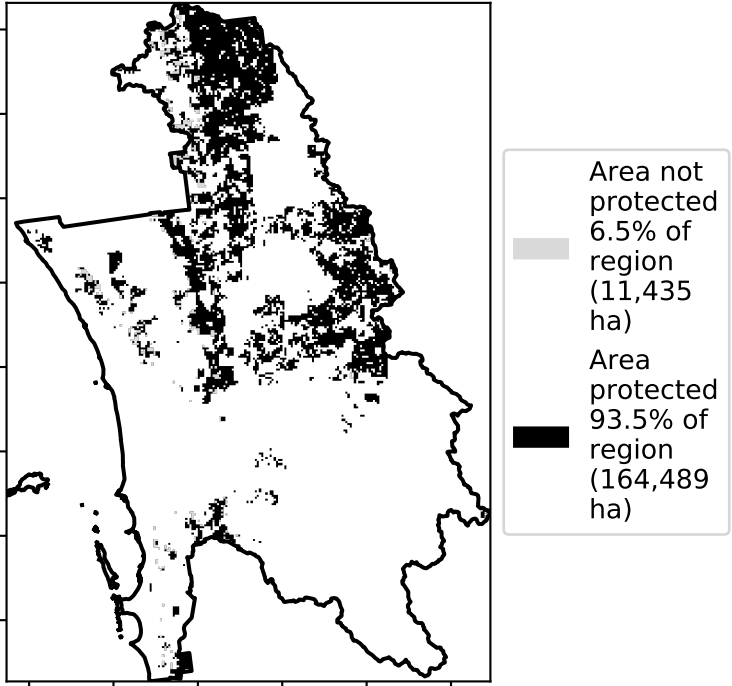 Area not
protected
6.5% of
region
(11,435
ha)
Area
protected
93.5% of
region
(164,489
ha)